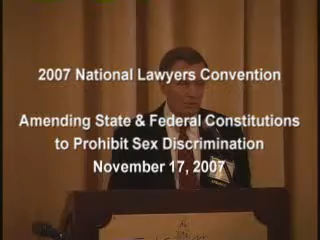 2007 National Lawyers Convention
Amending State & Federal Constitutions
to Prohibit Sex Discrimination
November 17, 2007